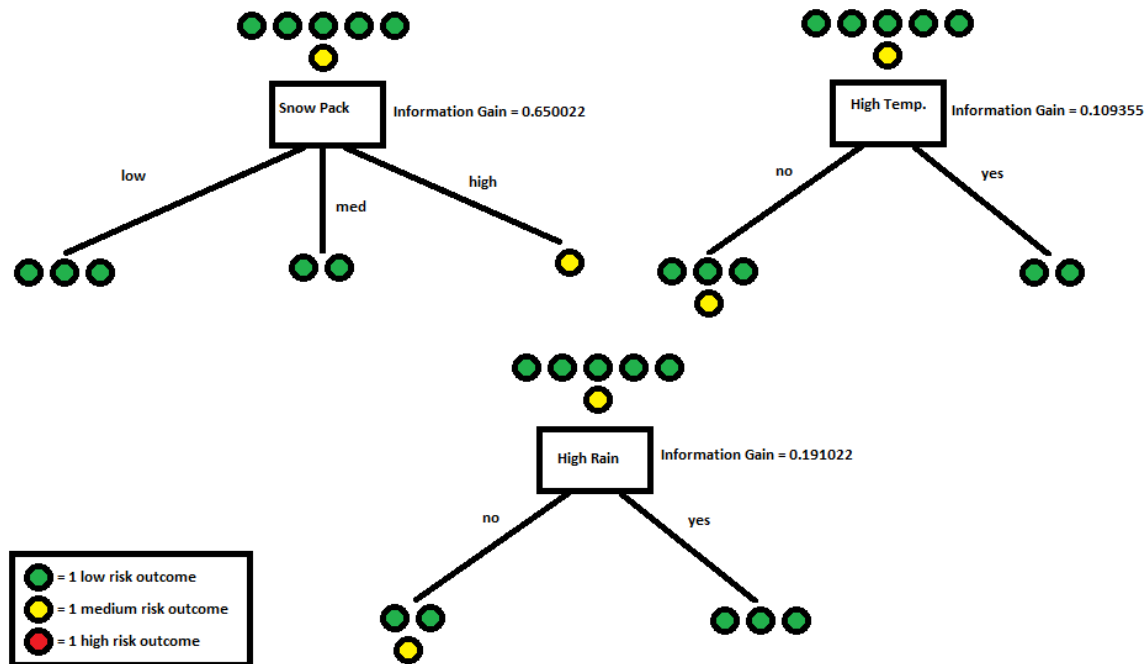 Snow Pack
Information Gain = 0.650022
low
med
high
High Temp.
Information Gain = 0.109355
no
yes
High Rain
Information Gain = 0.191022
no
yes
= 1 low risk outcome
= 1 medium risk outcome
= 1 high risk outcome